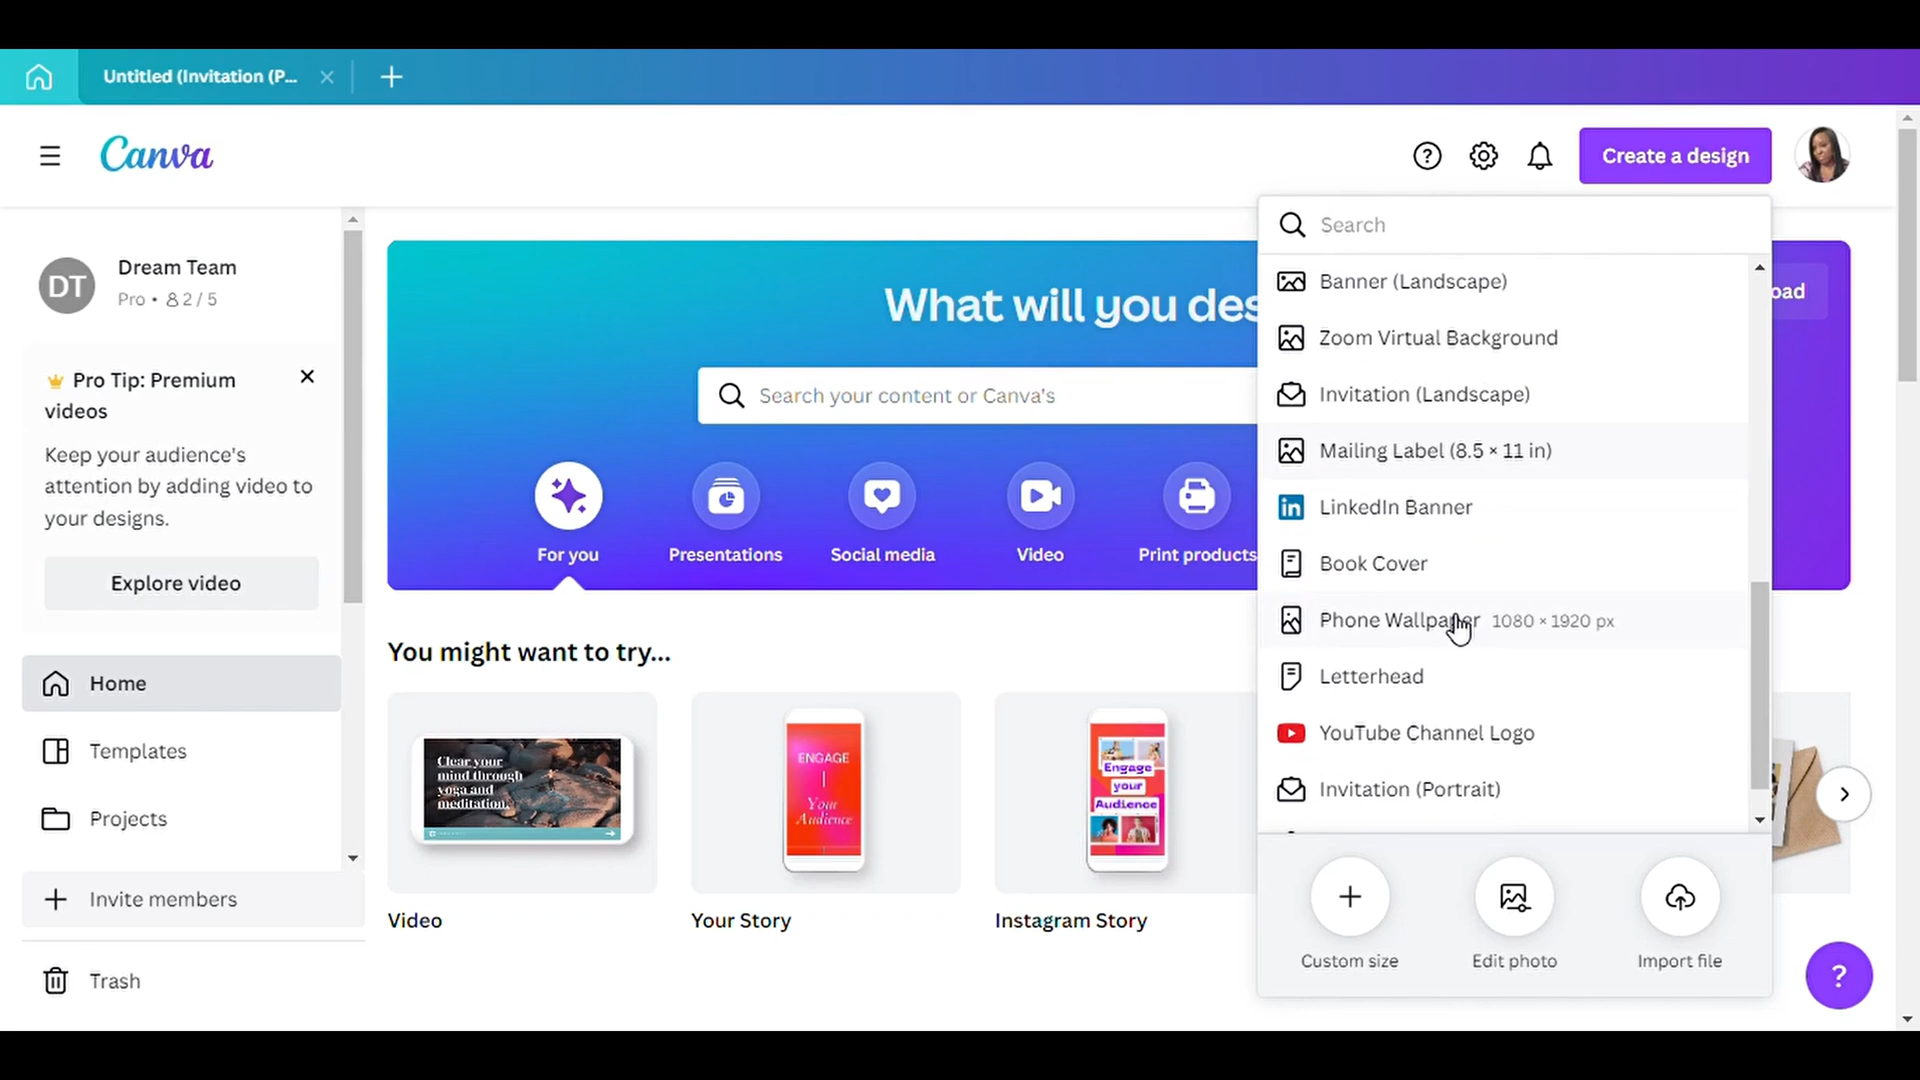 Untitled (Invitation (P...
Canva
Create a design
DT
Dream Team
Pro • 2 / 5
Pro Tip: Premium
videos
Keep your audience's
attention by adding video to
your designs.
Explore video
Home
Templates
Projects
Invite members
Trash
What will you des
oad
Search your content or Canva's
For you
Presentations
Social media
Video
Print products
You might want to try...
Clear your
mind through
yoga and
meditation.
ENGAGE
Your
Audience
Engage
your
Audience
Video
Your Story
Instagram Story
Search
Banner (Landscape)
Zoom Virtual Background
Invitation (Landscape)
Mailing Label (8.5 × 11 in)
LinkedIn Banner
Book Cover
Phone Wallpaper 1080 × 1920 px
Letterhead
YouTube Channel Logo
Invitation (Portrait)
Custom size
Edit photo
Import file
?